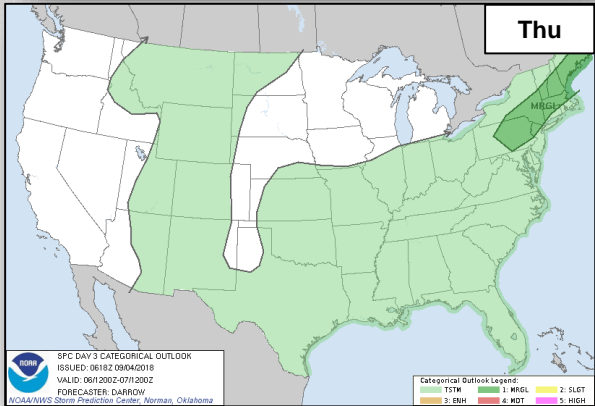 Thu
MRGL
SPC DAY 3 CATEGORICAL OUTLOOK
ISSUED: 0618Z 09/04/2018
VALID: 06/1200Z-07/1200Z
FORECASTER: DARROW
NOAA
NOAA/NWS Storm Prediction Center, Norman, Oklahoma
Categorical Outlook Legend:
TSTM 1: MRGL 2: SLGT
3: ENH 4: MDT 5: HIGH